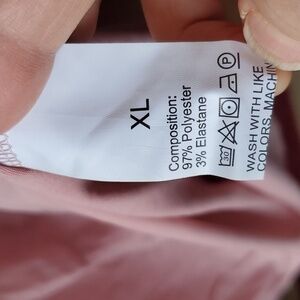 XL
Composition:
97% Polyester
3% Elastane
30
P
WASH WITH LIKE
COLORS, MACHIN